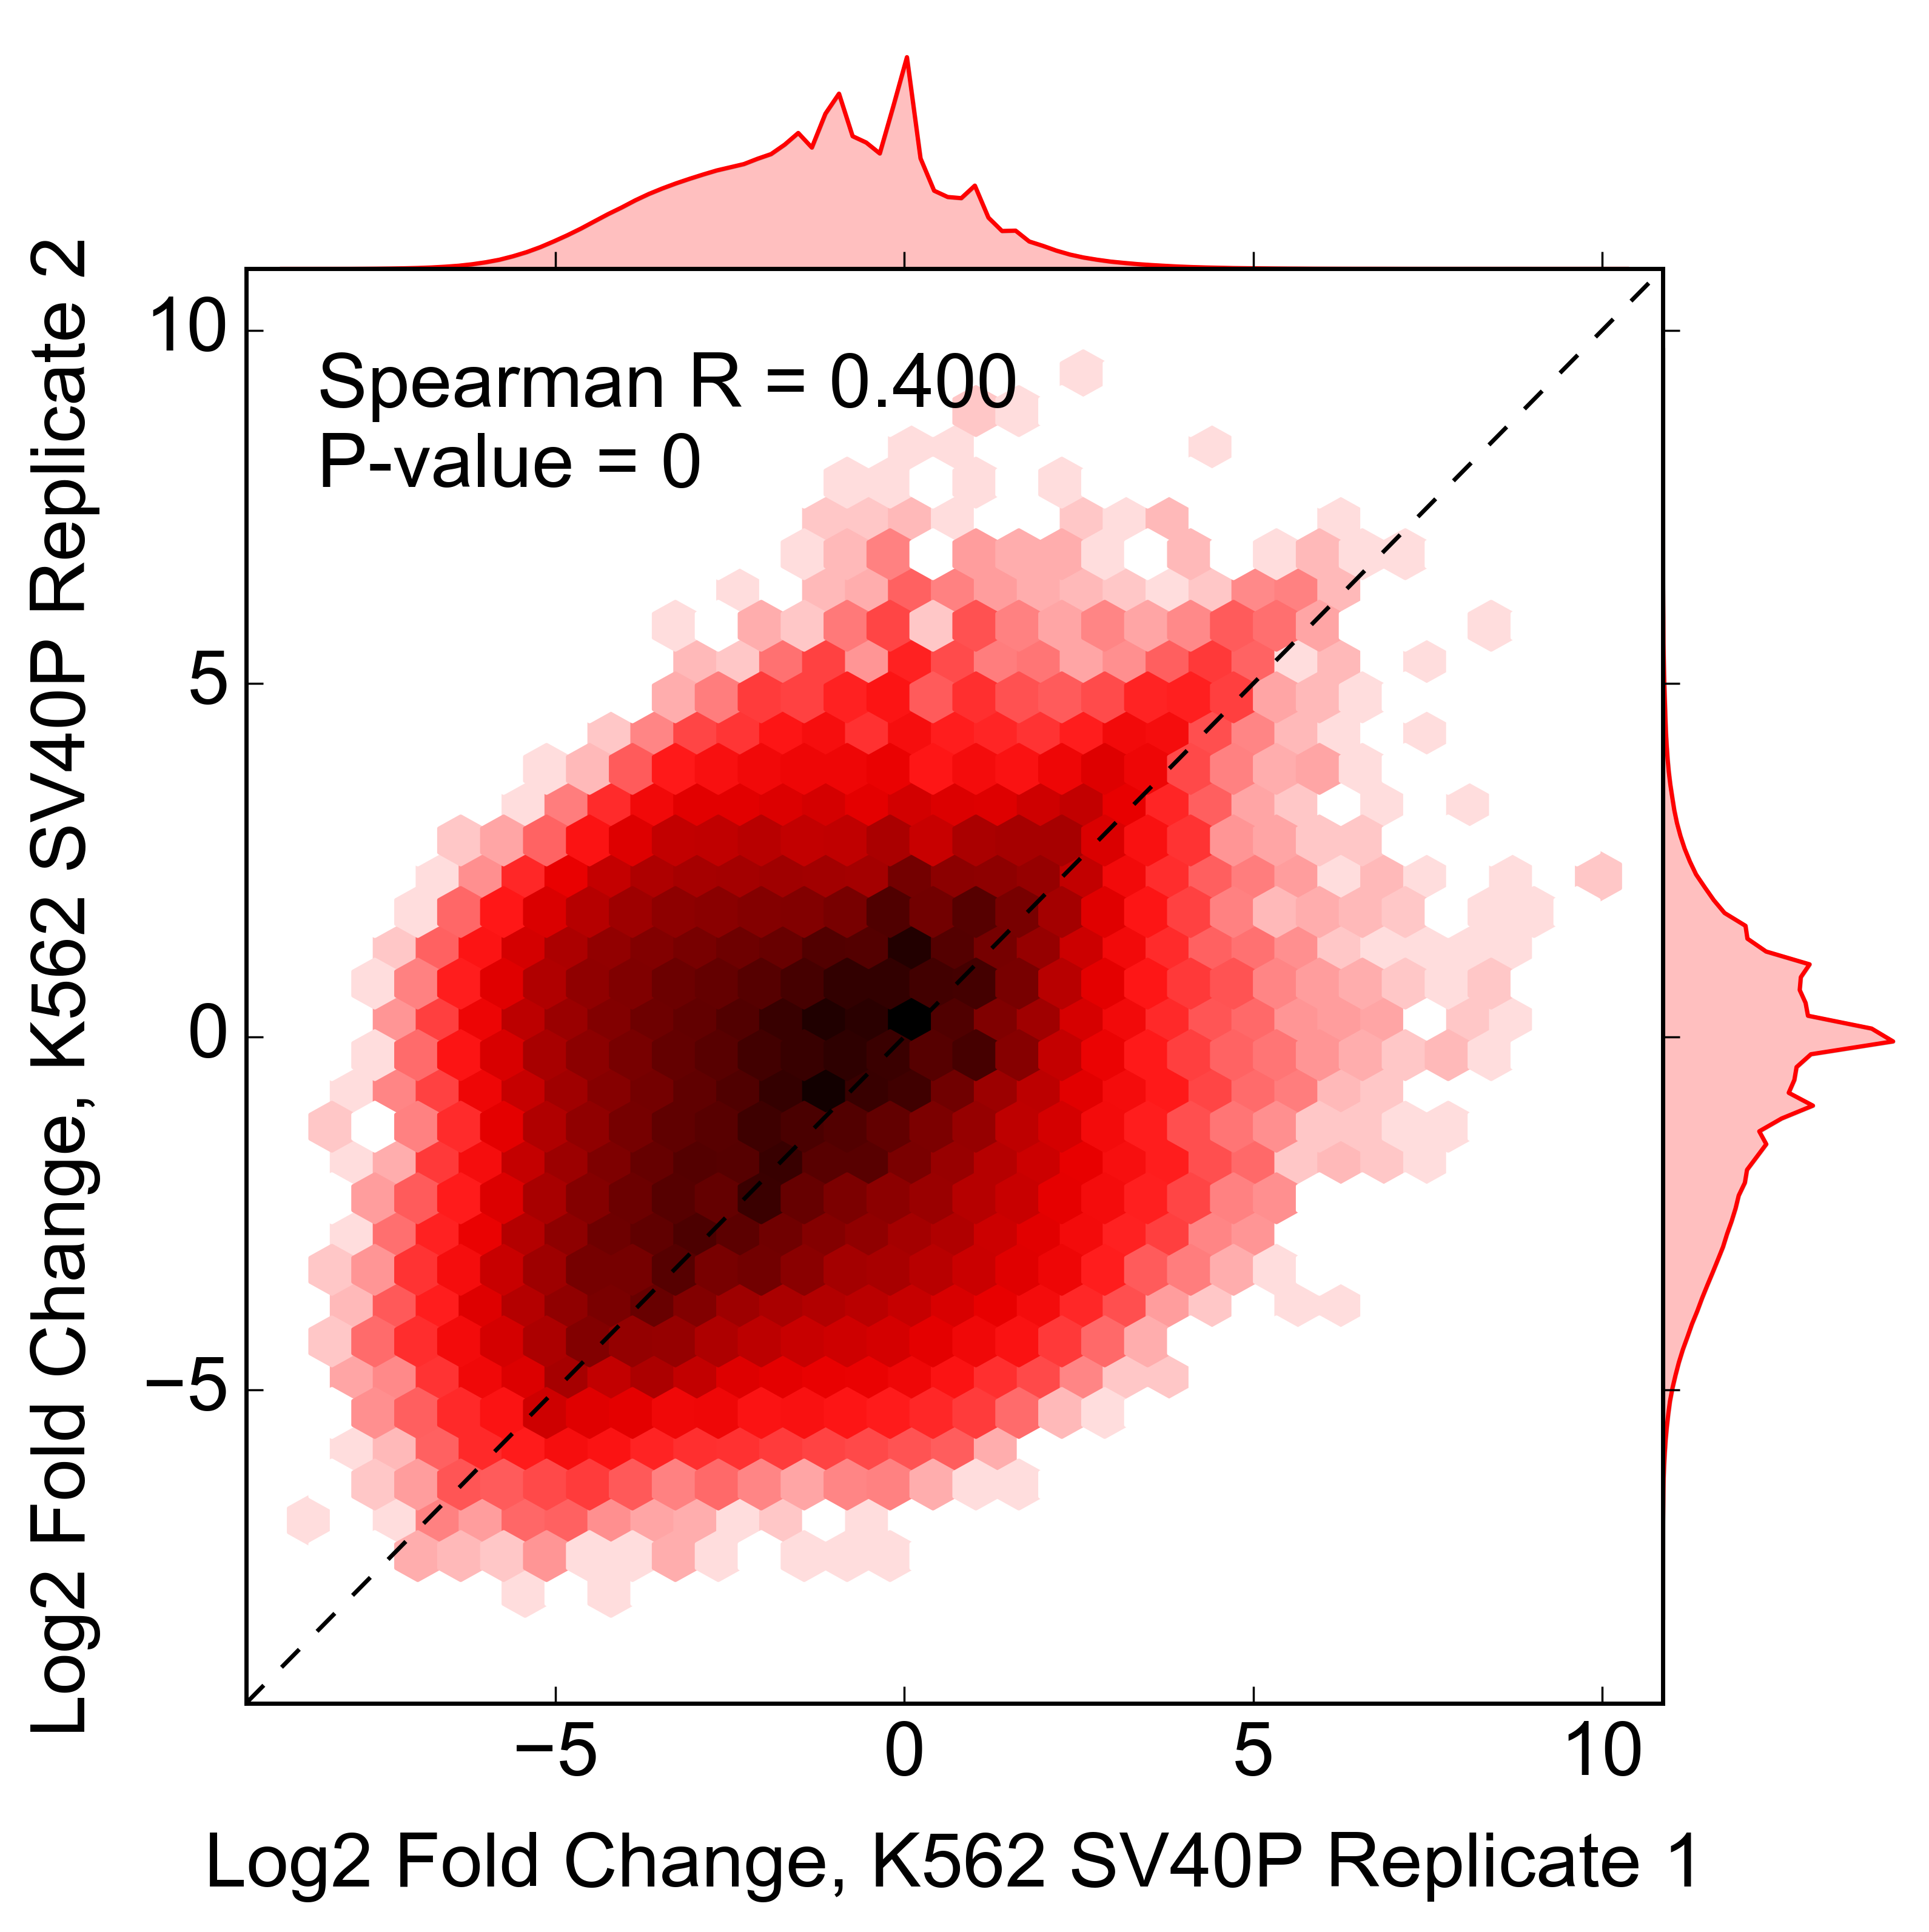 Log2 Fold Change, K562 SV40P Replicate 2
10
5
0
−5
Spearman R = 0.400
P-value = 0
−5 0 5 10
Log2 Fold Change, K562 SV40P Replicate 1